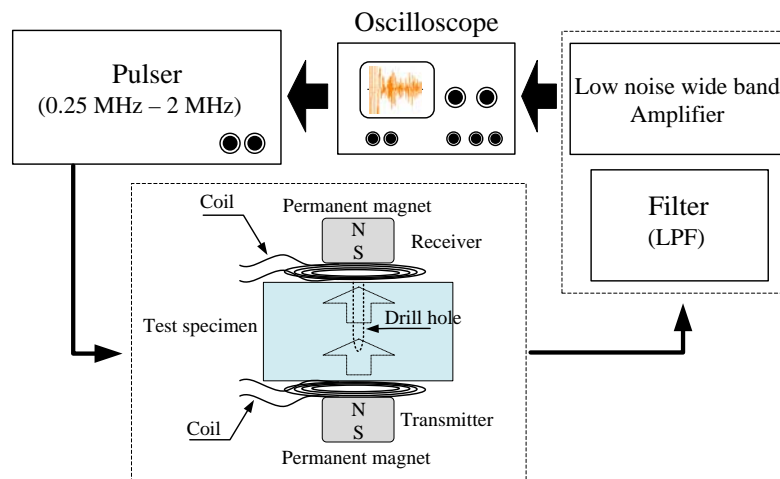 Oscilloscope
Pulser
(0.25 MHz – 2 MHz)
Low noise wide band
Amplifier
Filter
(LPF)
Coil
Permanent magnet
N
S
Receiver
Test specimen
Drill hole
Coil
N
S
Transmitter
Permanent magnet